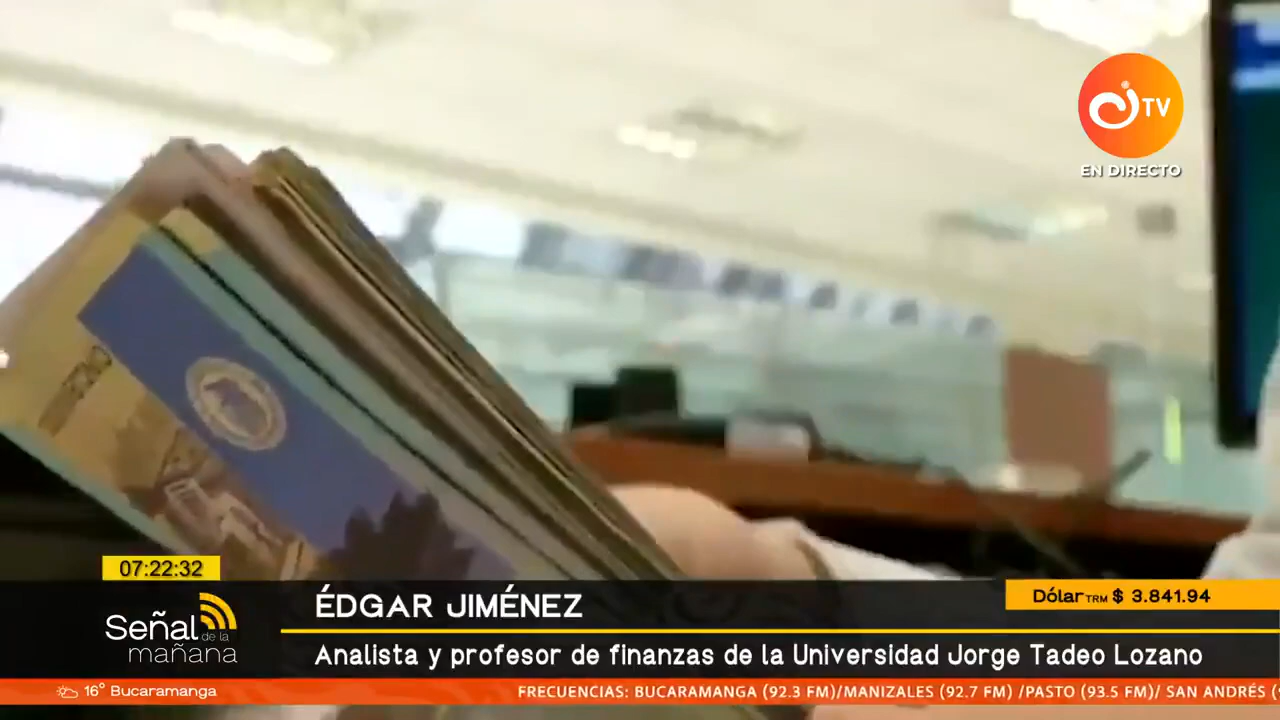 TV
EN DIRECTO
07:22:32
Señal
de la
mañana
ÉDGAR JIMÉNEZ
Dólar TRM $ 3.841.94
Analista y profesor de finanzas de la Universidad Jorge Tadeo Lozano
16° Bucaramanga
FRECUENCIAS: BUCARAMANGA (92.3 FM)/MANIZALES (92.7 FM) /PASTO (93.5 FM)/ SAN ANDRÉS (